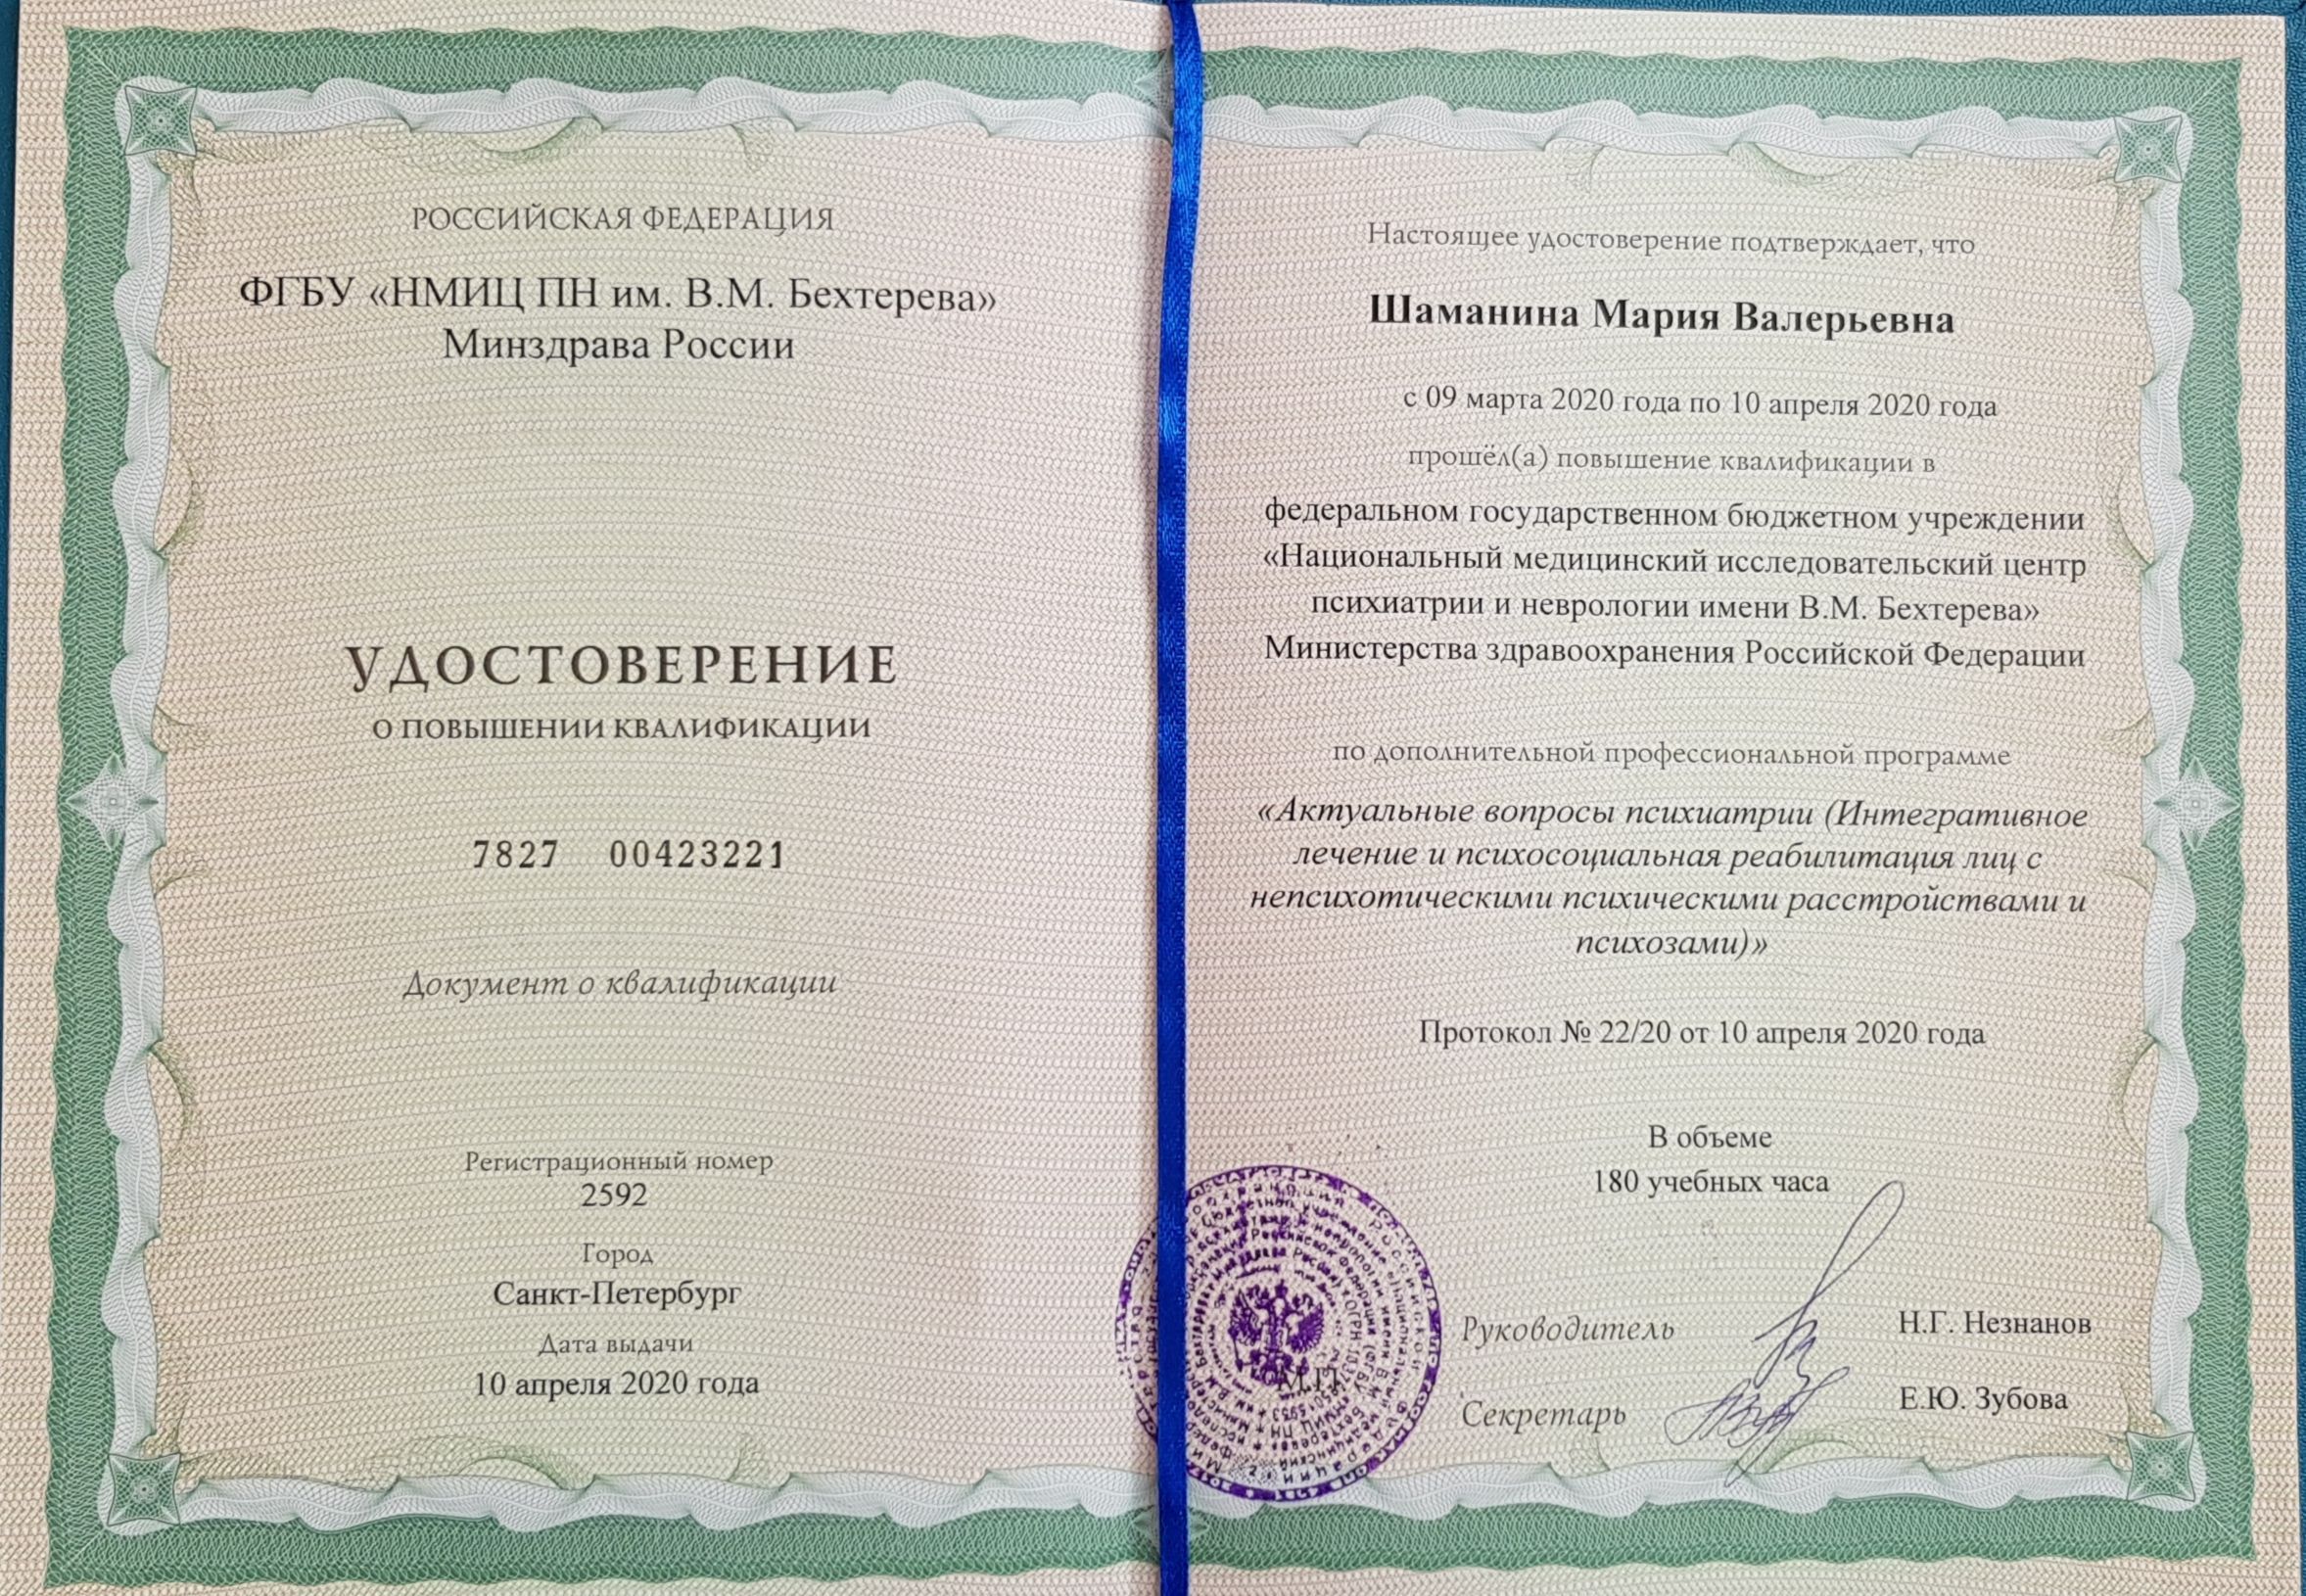 РОССИЙСКАЯ ФЕДЕРАЦИЯ
ФГБУ «НМИЦ ПН им. В.М. Бехтерева»
Минздрава России
УДОСТОВЕРЕНИЕ
О ПОВЫШЕНИИ КВАЛИФИКАЦИИ
7827 00423221
Документ о квалификации
Регистрационный номер
2592
Город
Санкт-Петербург
Дата выдачи
10 апреля 2020 года
Настоящее удостоверение подтверждает, что
Шаманина Мария Валерьевна
с 09 марта 2020 года по 10 апреля 2020 года
прошёл(а) повышение квалификации в
федеральном государственном бюджетном учреждении
«Национальный медицинский исследовательский центр
психиатрии и неврологии имени В.М. Бехтерева»
Министерства здравоохранения Российской Федерации
по дополнительной профессиональной программе
«Актуальные вопросы психиатрии (Интегративное
лечение и психосоциальная реабилитация лиц с
непсихотическими психическими расстройствами и
психозами)»
Протокол № 22/20 от 10 апреля 2020 года
В объеме
180 учебных часа
М.П.
Руководитель
Н.Г. Незнанов
Секретарь
Е.Ю. Зубова